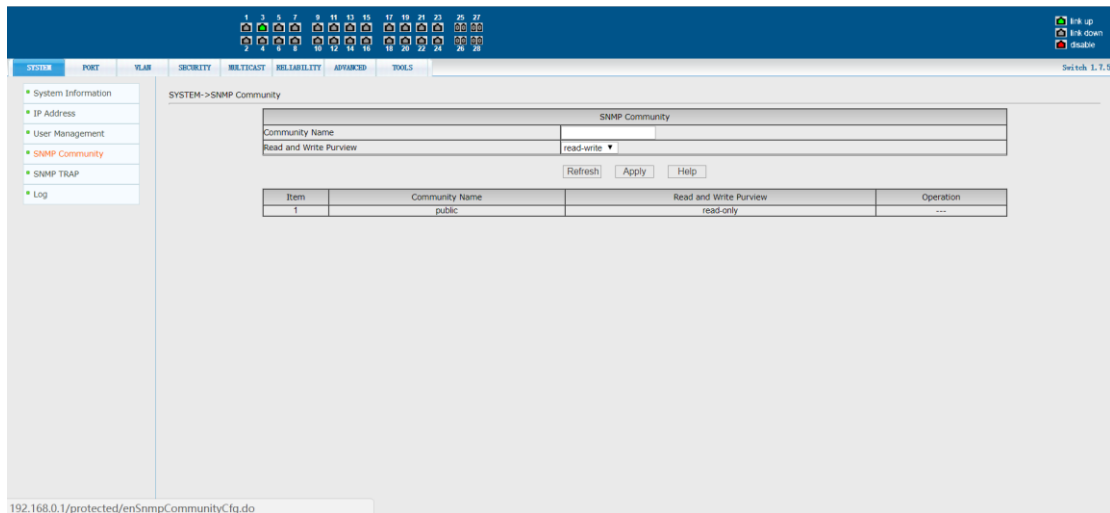 1 3 5 7 9 11 13 15 17 19 21 23 25 27
2 4 6 8 10 12 14 16 18 20 22 24 26 28
link up
link down
disable
SYSTEM PORT VLAN SECURITY MULTICAST RELIABILITY ADVANCED TOOLS Switch 1.7.5
System Information
IP Address
User Management
SNMP Community
SNMP TRAP
Log
SYSTEM->SNMP Community
SNMP Community
Community Name
Read and Write Purview read-write
Refresh Apply Help
Item Community Name Read and Write Purview Operation
1 public read-only ---
192.168.0.1/protected/enSnmpCommunityCfg.do